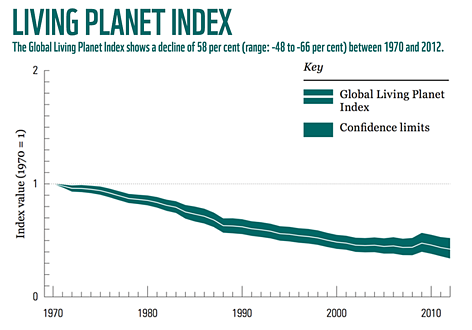 LIVING PLANET INDEX
The Global Living Planet Index shows a decline of 58 per cent (range: -48 to -66 per cent) between 1970 and 2012.
Key
Global Living Planet
Index
Confidence limits
Index value (1970 = 1)
2
1
0
1970
1980
1990
2000
2010